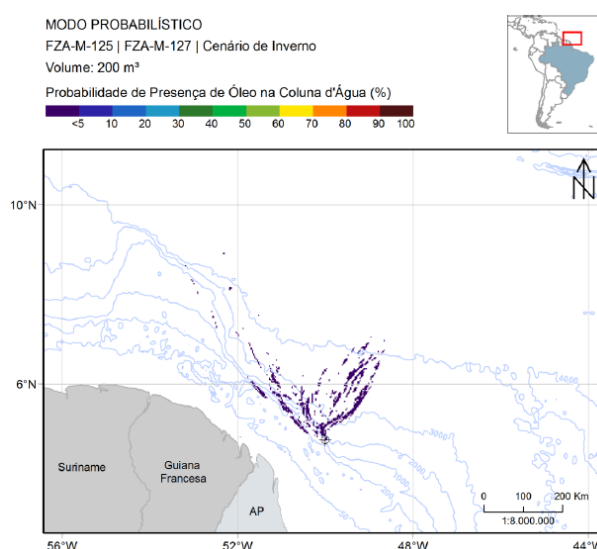 MODO PROBABILÍSTICO
FZA-M-125 | FZA-M-127 | Cenário de Inverno
Volume: 200 m³
Probabilidade de Presença de Óleo na Coluna d'Água (%)
<5 10 20 30 40 50 60 70 80 90 100
N
10°N
6°N
4000
3000
200
Suriname
Guiana
Francesa
AP
0 100 200 Km
1:8.000.000
56°W 52°W 48°W 44°W